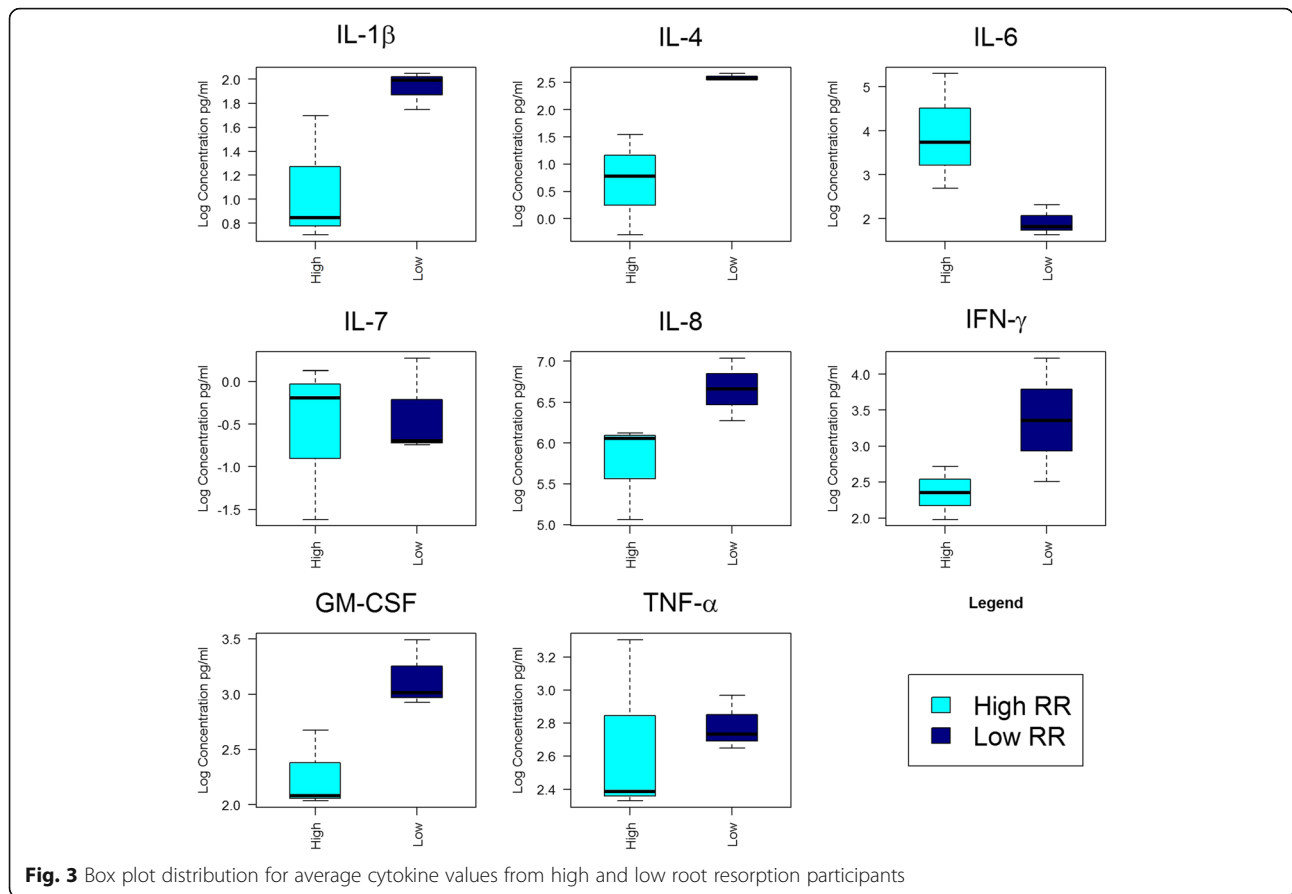 IL-1β
IL-4
IL-6
Log Concentration pg/ml
2.0
1.8
1.6
1.4
1.2
1.0
0.8
High
Low
Log Concentration pg/ml
2.5
2.0
1.5
1.0
0.5
0.0
High
Low
Log Concentration pg/ml
5
4
3
2
High
Low
IL-7
IL-8
IFN-γ
Log Concentration pg/ml
0.0
-0.5
-1.0
-1.5
High
Low
Log Concentration pg/ml
7.0
6.5
6.0
5.5
5.0
High
Low
Log Concentration pg/ml
4.0
3.5
3.0
2.5
2.0
High
Low
GM-CSF
TNF-α
Legend
Log Concentration pg/ml
3.5
3.0
2.5
2.0
High
Low
Log Concentration pg/ml
3.2
3.0
2.8
2.6
2.4
High
Low
High RR
Low RR
Fig. 3 Box plot distribution for average cytokine values from high and low root resorption participants